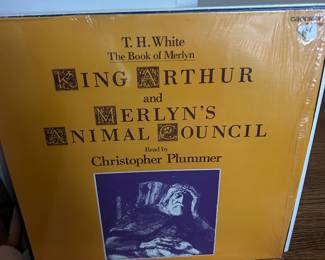 T. H. White
The Book of Merlyn
KING ARTHUR
and
MERLYN'S
ANIMAL COUNCIL
Read by
Christopher Plummer